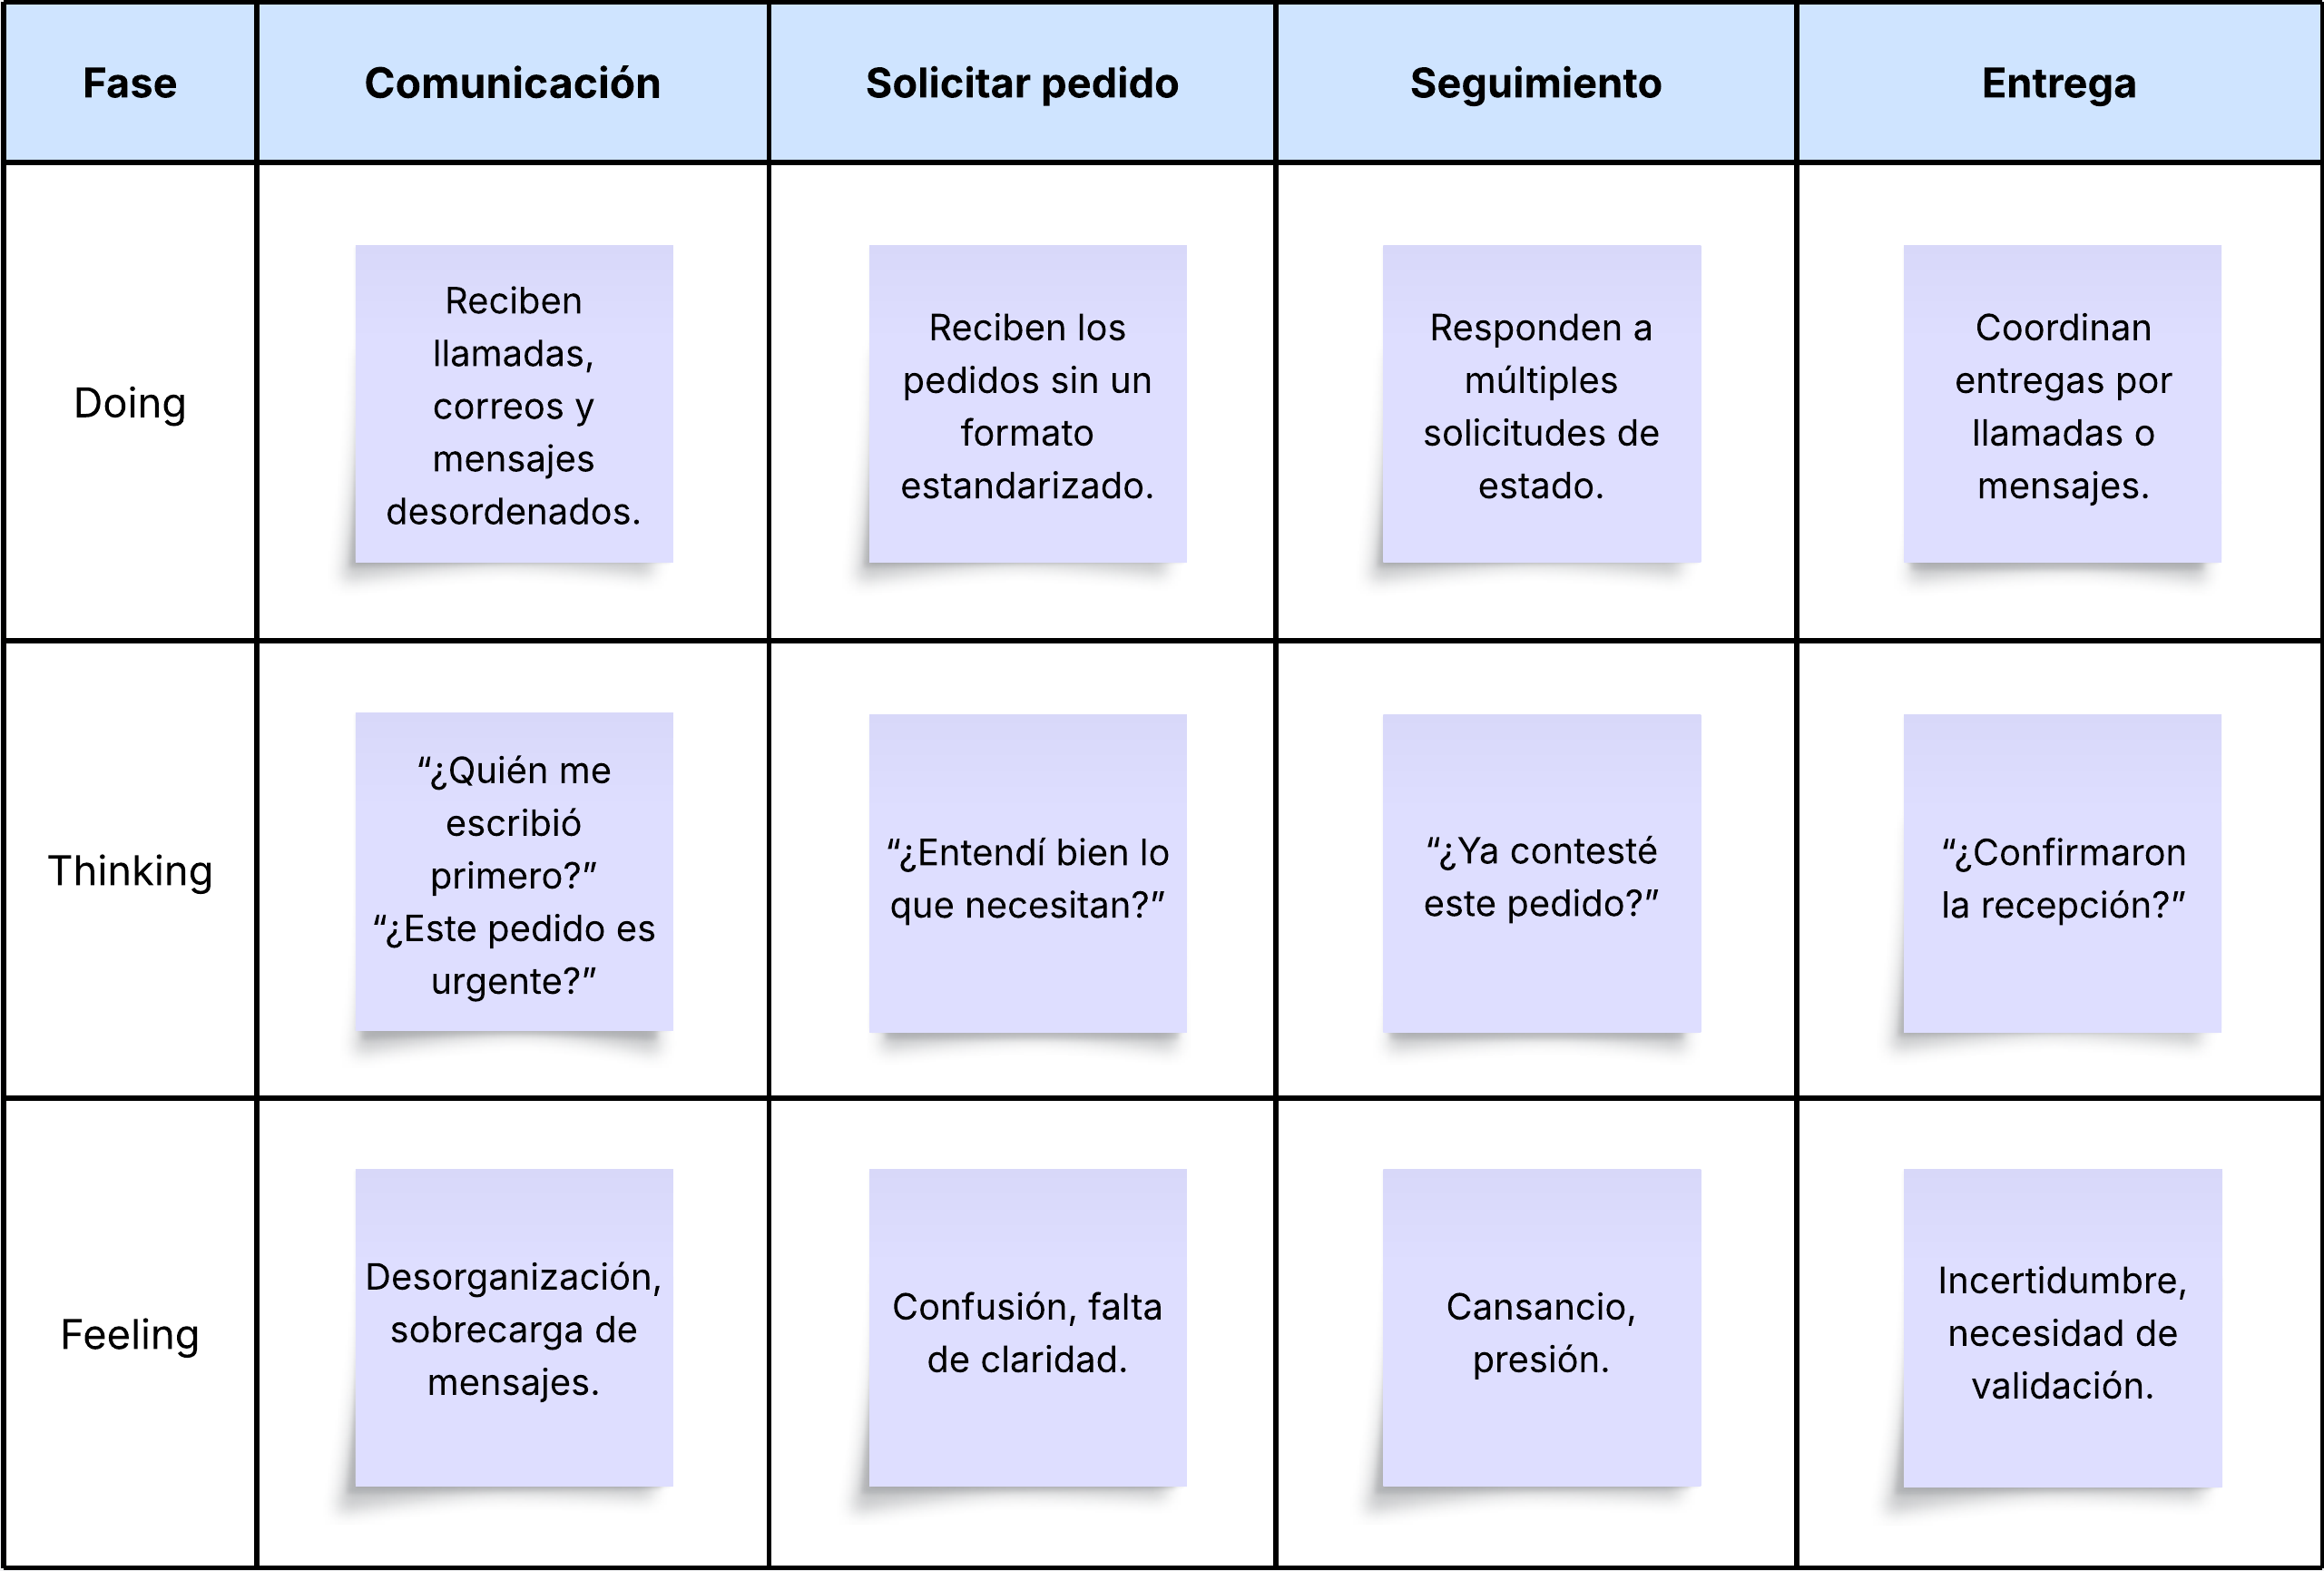 Fase
Comunicación
Solicitar pedido
Seguimiento
Entrega
Doing
Reciben
llamadas,
correos y
mensajes
desordenados.
Reciben los
pedidos sin un
formato
estandarizado.
Responden a
múltiples
solicitudes de
estado.
Coordinan
entregas por
llamadas o
mensajes.
Thinking
“¿Quién me
escribió
primero?”
“¿Este pedido es
urgente?”
“¿Entendí bien lo
que necesitan?”
“¿Ya contesté
este pedido?”
“¿Confirmaron
la recepción?”
Feeling
Desorganización,
sobrecarga de
mensajes.
Confusión, falta
de claridad.
Cansancio,
presión.
Incertidumbre,
necesidad de
validación.